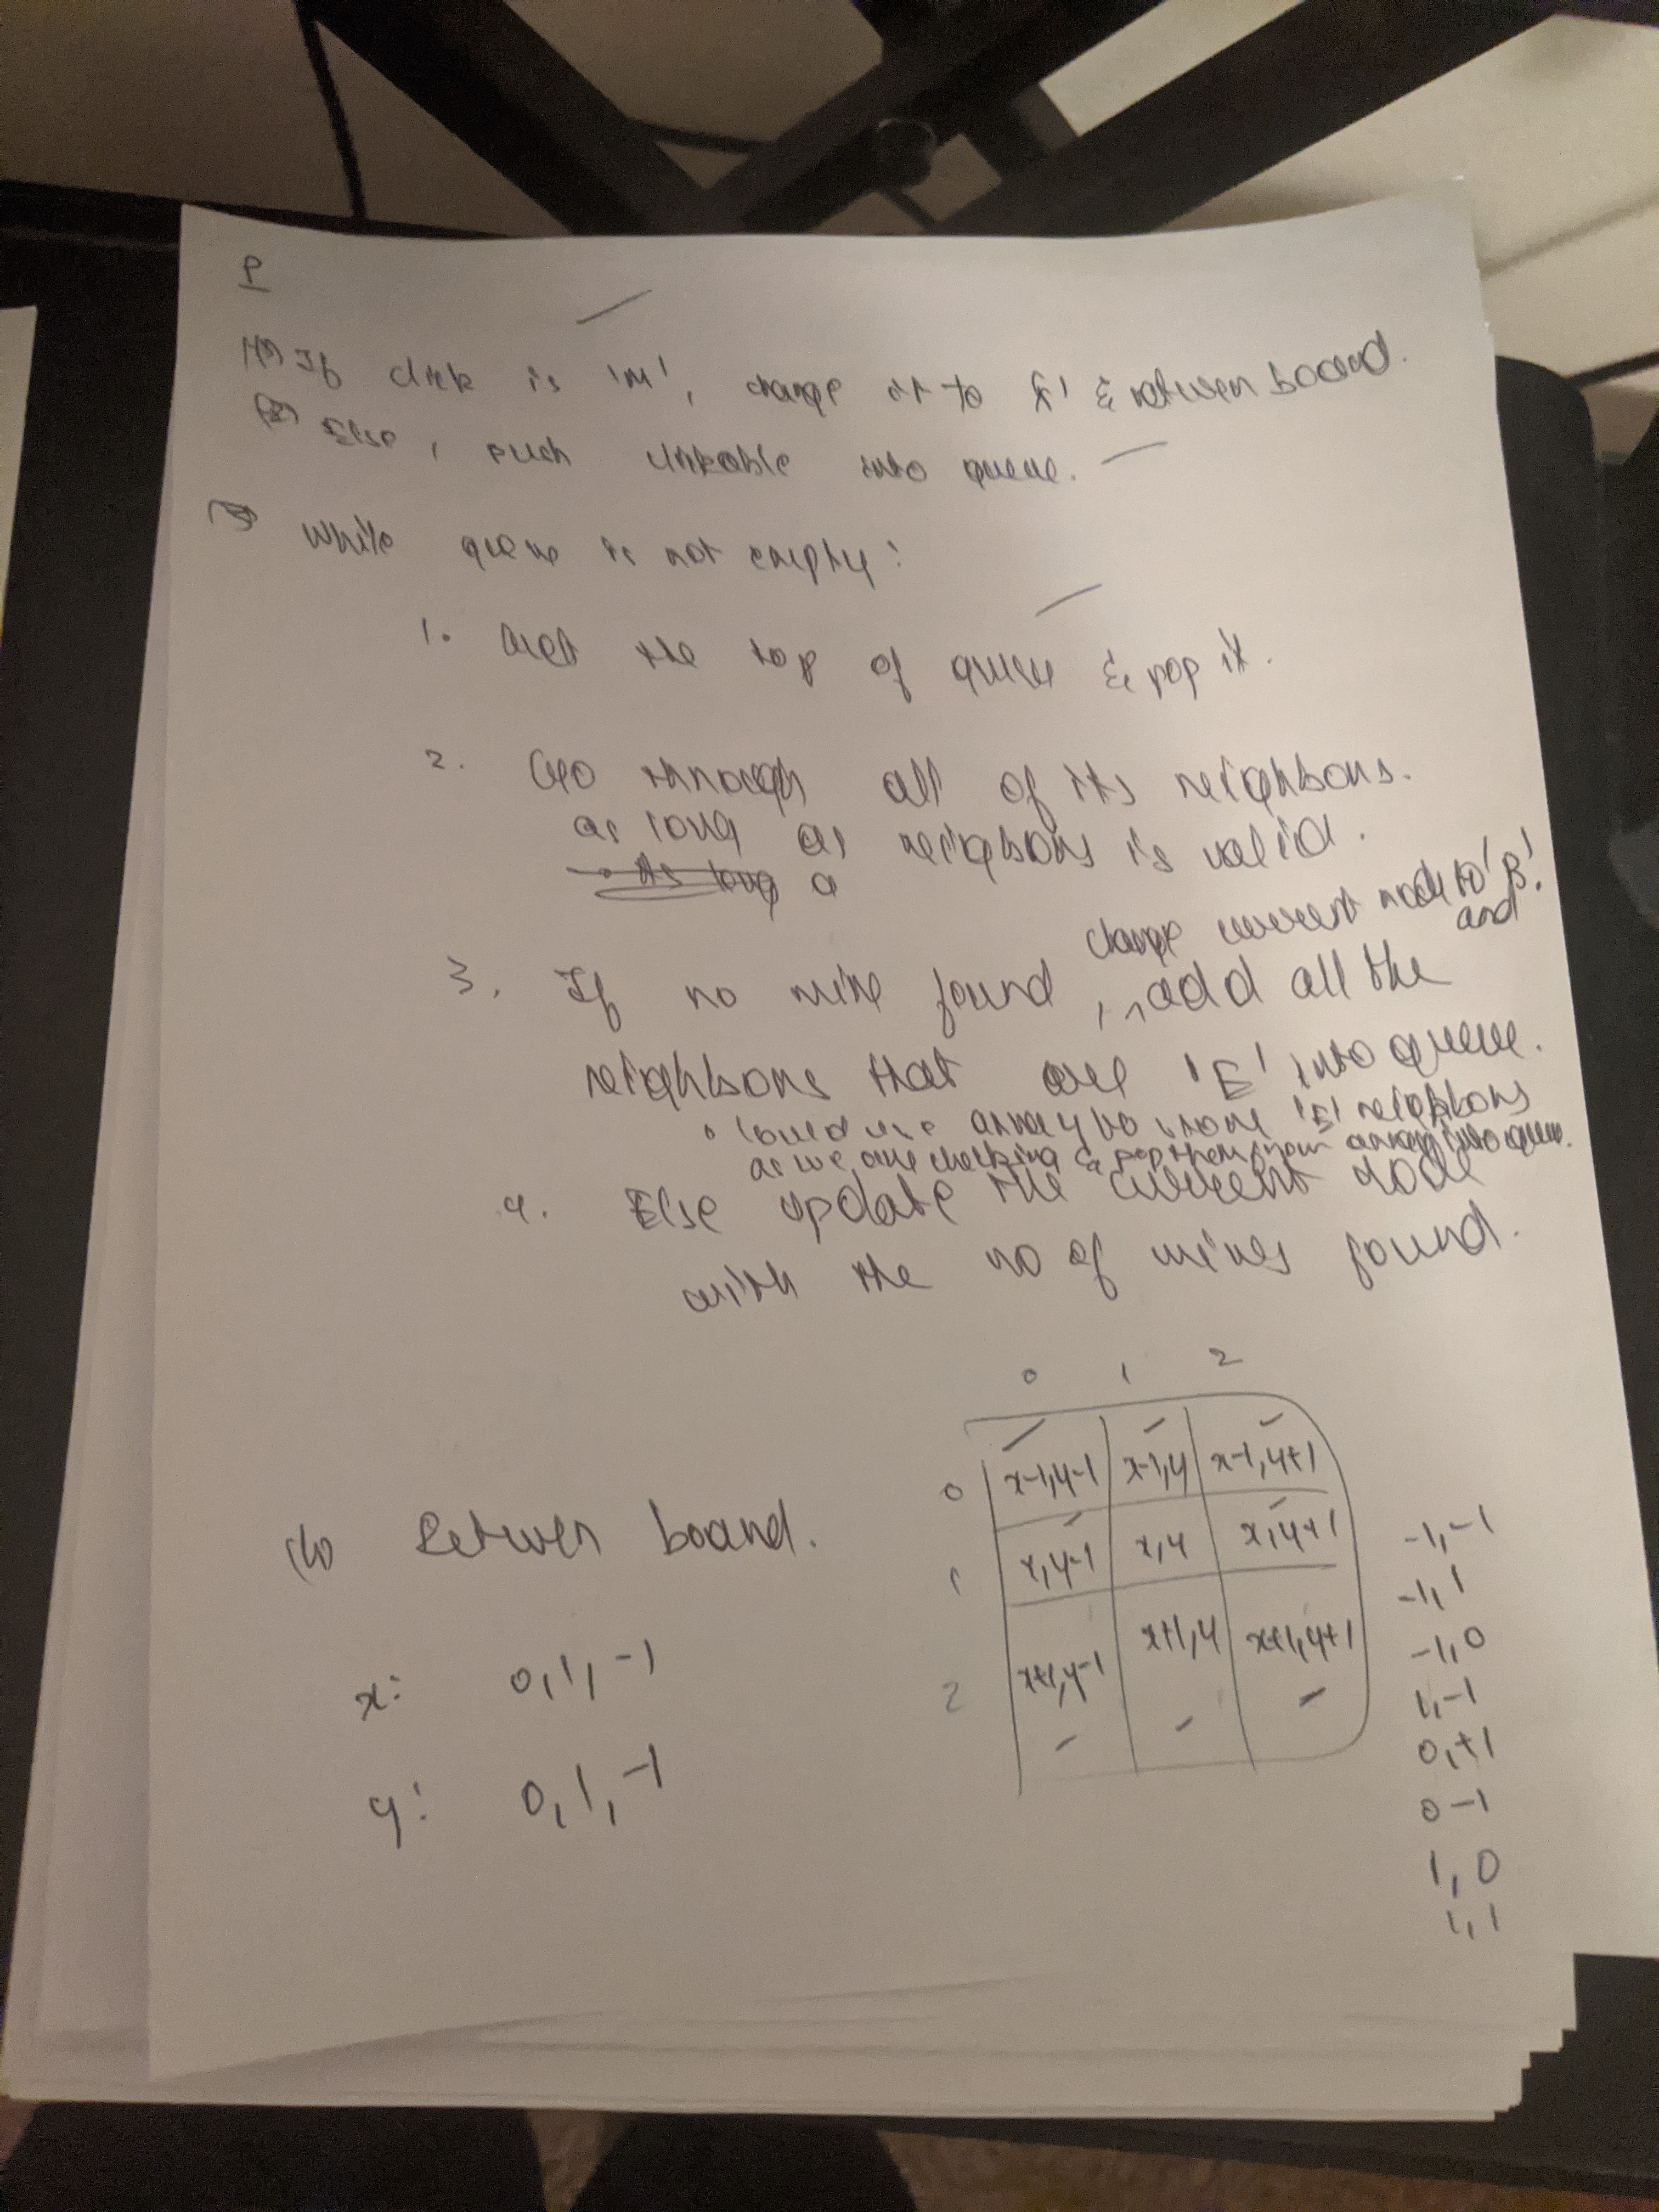 P
(1) If click is 'M', change it to 'X' & return board.
(2) Else, push clickable into queue.
(3) while queue is not empty:
1. Get the top of queue & pop it.
2. Go through all of its neighbors.
as long as neighbors is valid.
change current node to 'B'.
and
3. If no mine found, add all the
neighbors that are 'E' into queue.
• could use array to store 'E' neighbors
as we are checking & pop them from array into queue.
4. Else update the current node
with the no of mines found.
0 1 2
0 x-1,y-1 x-1,y x-1,y+1
1 x,y-1 x,y x,y+1
2 x+1,y-1 x+1,y x+1,y+1
(4) Return board.
x: 0,1,-1
y: 0,1,-1
-1,-1
-1,1
-1,0
1,-1
0,+1
0 -1
1,0
1,1